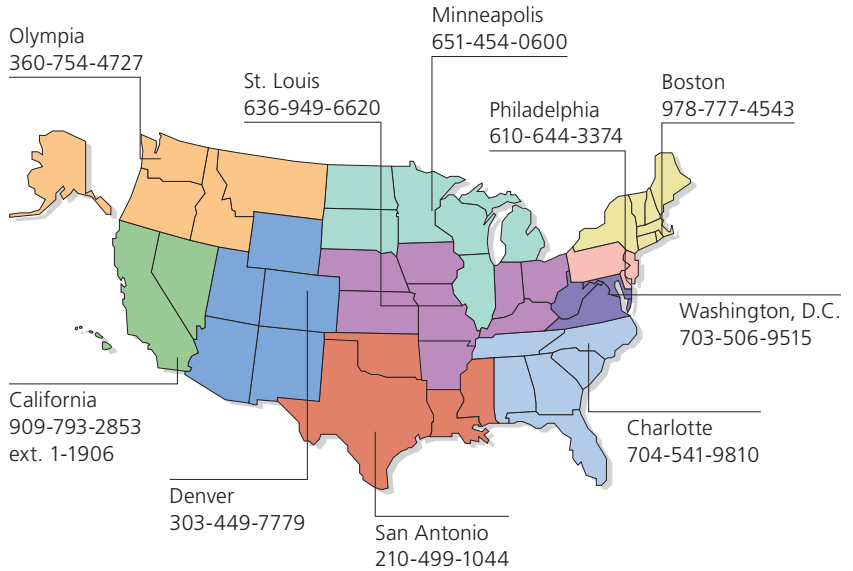 Minneapolis
651-454-0600
Olympia
360-754-4727
St. Louis
636-949-6620
Boston
978-777-4543
Philadelphia
610-644-3374
Washington, D.C.
703-506-9515
California
909-793-2853
ext. 1-1906
Charlotte
704-541-9810
Denver
303-449-7779
San Antonio
210-499-1044